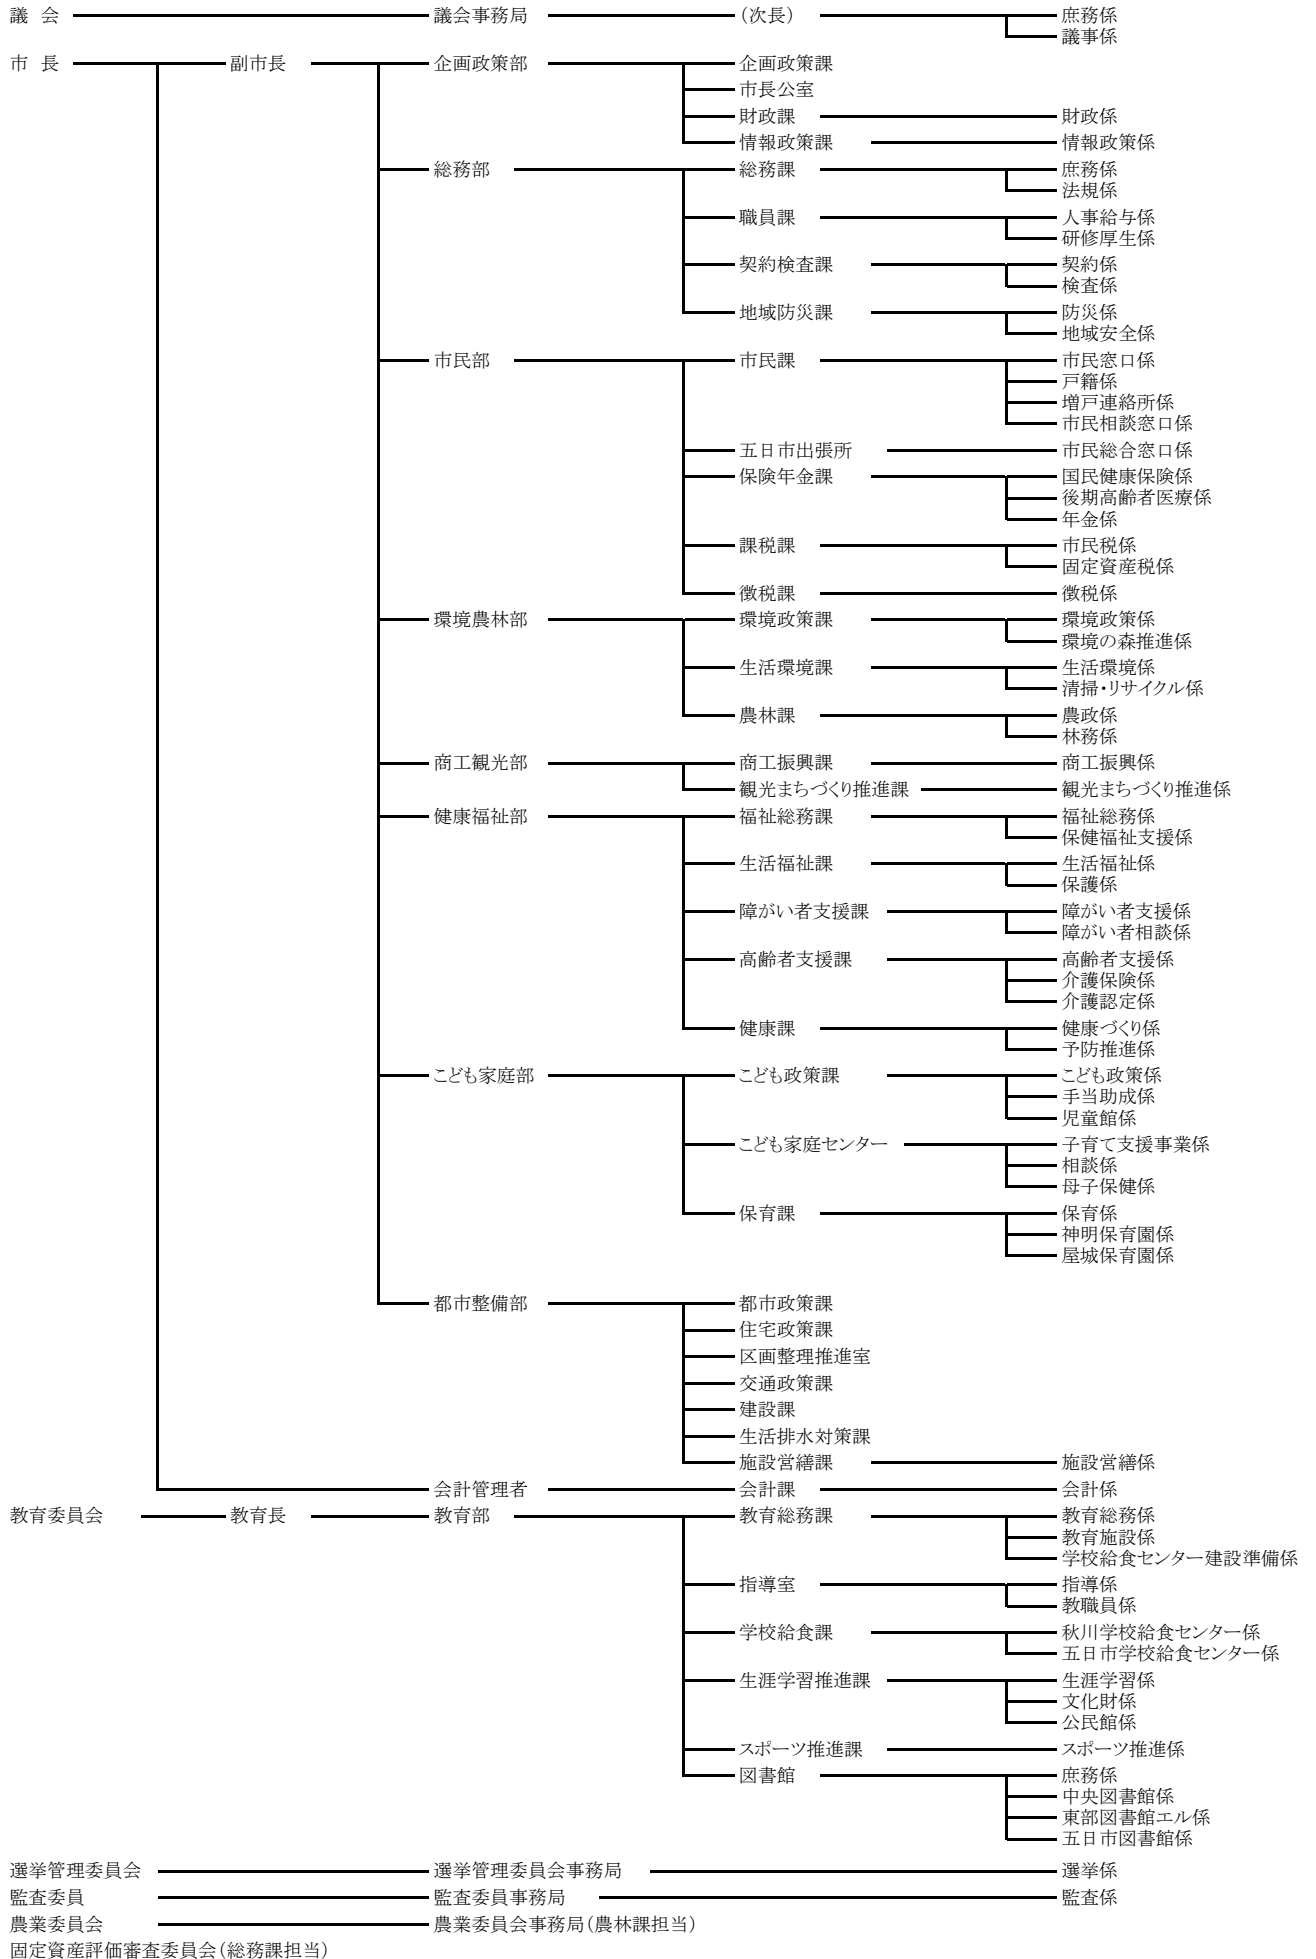 議 会 議会事務局 （次長） 庶務係
議事係
市 長 副市長 企画政策部 企画政策課
市長公室
財政課 財政係
情報政策課 情報政策係
総務部 総務課 庶務係
法規係
職員課 人事給与係
研修厚生係
契約検査課 契約係
検査係
地域防災課 防災係
地域安全係
市民部 市民課 市民窓口係
戸籍係
増戸連絡所係
市民相談窓口係
五日市出張所 市民総合窓口係
保険年金課 国民健康保険係
後期高齢者医療係
年金係
課税課 市民税係
固定資産税係
徴税課 徴税係
環境農林部 環境政策課 環境政策係
環境の森推進係
生活環境課 生活環境係
清掃・リサイクル係
農林課 農政係
林務係
商工観光部 商工振興課 商工振興係
観光まちづくり推進課 観光まちづくり推進係
健康福祉部 福祉総務課 福祉総務係
保健福祉支援係
生活福祉課 生活福祉係
保護係
障がい者支援課 障がい者支援係
障がい者相談係
高齢者支援課 高齢者支援係
介護保険係
介護認定係
健康課 健康づくり係
予防推進係
こども家庭部 こども政策課 こども政策係
手当助成係
児童館係
こども家庭センター 子育て支援事業係
相談係
母子保健係
保育課 保育係
神明保育園係
屋城保育園係
都市整備部 都市政策課
住宅政策課
区画整理推進室
交通政策課
建設課
生活排水対策課
施設営繕課 施設営繕係
会計管理者 会計課 会計係
教育委員会 教育長 教育部 教育総務課 教育総務係
教育施設係
学校給食センター建設準備係
指導室 指導係
教職員係
学校給食課 秋川学校給食センター係
五日市学校給食センター係
生涯学習推進課 生涯学習係
文化財係
公民館係
スポーツ推進課 スポーツ推進係
図書館 庶務係
中央図書館係
東部図書館エル係
五日市図書館係
選挙管理委員会 選挙管理委員会事務局 選挙係
監査委員 監査委員事務局 監査係
農業委員会 農業委員会事務局（農林課担当）
固定資産評価審査委員会（総務課担当）